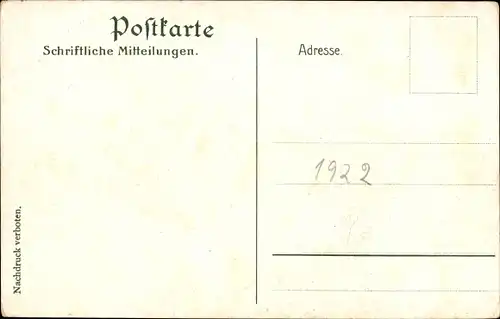 Postkarte
Schriftliche Mitteilungen.
Adresse.
1922
Nachdruck verboten.